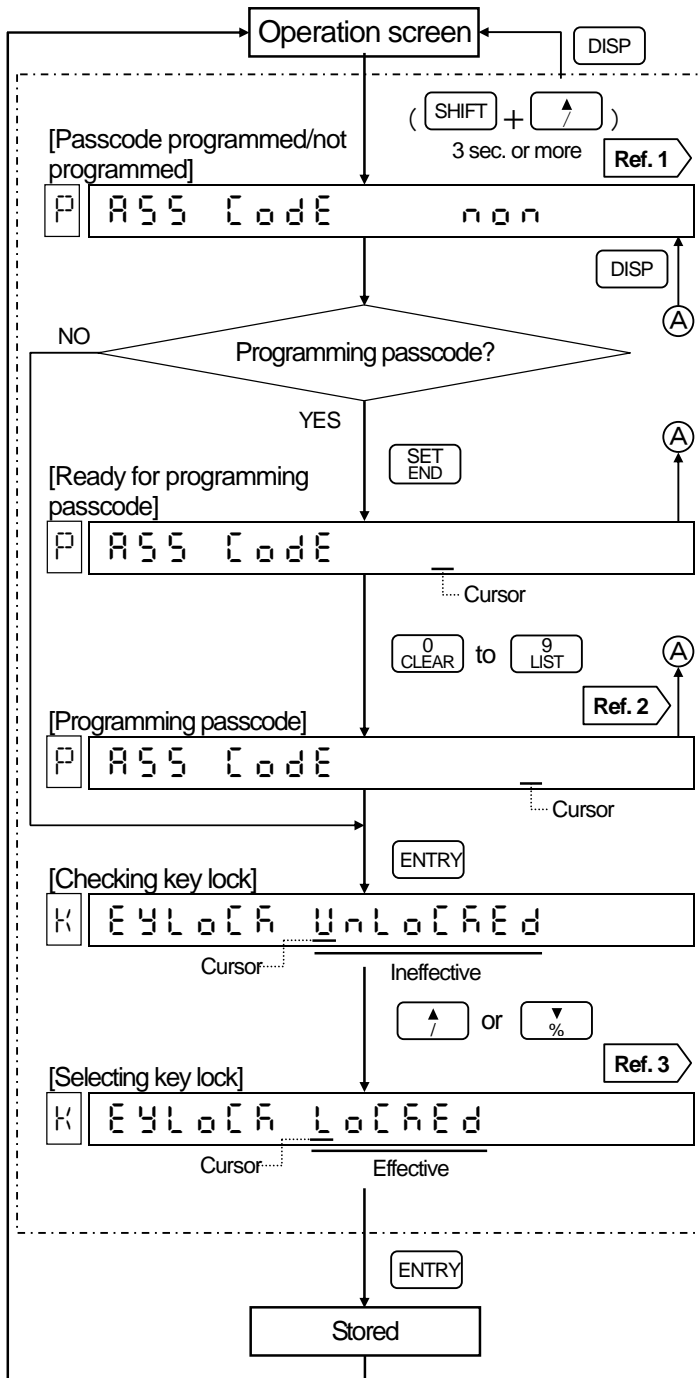 Operation screen
DISP
( SHIFT + ▲ / )
3 sec. or more
Ref. 1
[Passcode programmed/not
programmed]
P ASS CodE non
DISP
A
NO
Programming passcode?
YES
SET
END
A
[Ready for programming
passcode]
P ASS CodE
Cursor
0
CLEAR
to
9
LIST
A
Ref. 2
[Programming passcode]
P ASS CodE
Cursor
ENTRY
[Checking key lock]
K EYLoCK UnLoCKEd
Cursor
Ineffective
▲ / or ▼ %
Ref. 3
[Selecting key lock]
K EYLoCK LoCKEd
Cursor
Effective
ENTRY
Stored